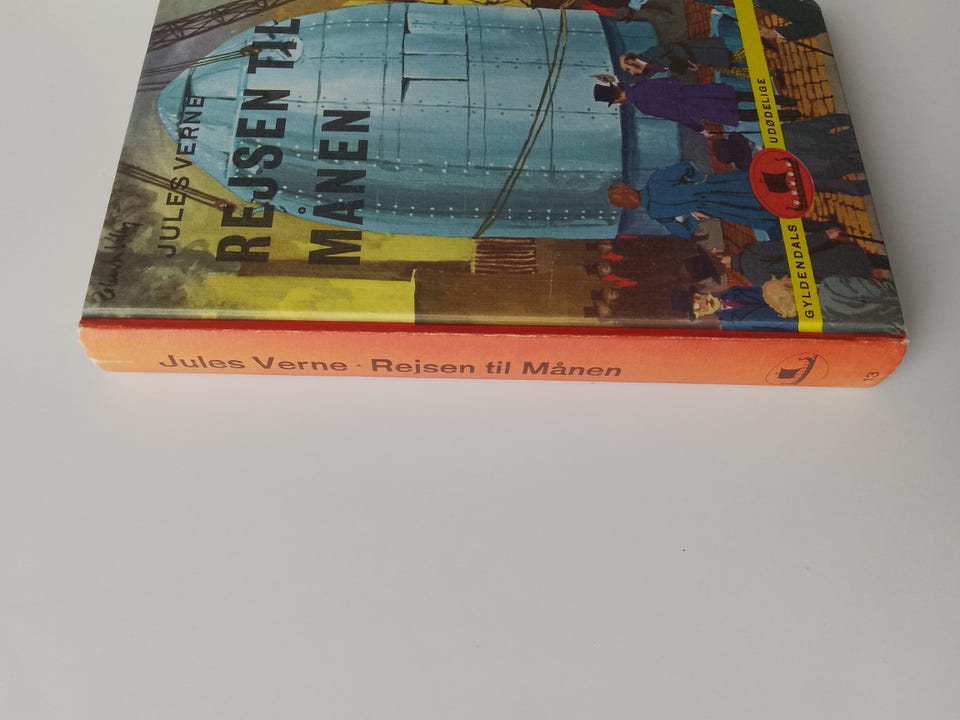 JULES VERNE
REJSEN TIL
MÅNEN
GYLDENDALS UDØDELIGE
Jules Verne · Rejsen til Månen
13